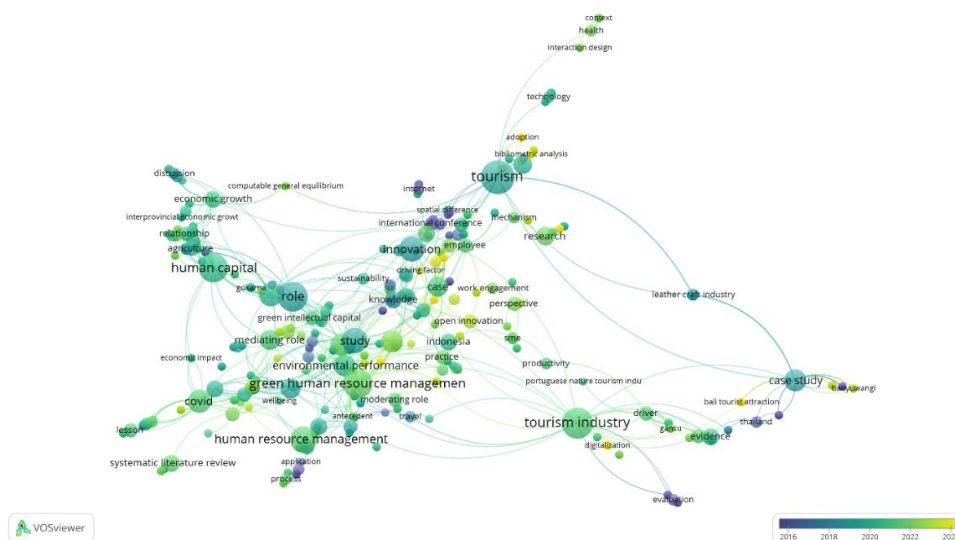 context
health
interaction design
technology
adoption
bibliometric analysis
tourism
discussion
computable general equilibrium
internet
economic growth
spatial difference
interprovincial economic growt
international conference
mechanism
relationship
employee
research
agriculture
innovation
human capital
driving factor
sustainability
case
work engagement
gokarna
role
knowledge
perspective
leather craft industry
green intellectual capital
open innovation
mediating role
study
indonesia
sme
economic impact
practice
environmental performance
productivity
portuguese nature tourism indu
case study
green human resource managemen
banyuwangi
covid
wellbeing
moderating role
bali tourist attraction
antecedent
travel
tourism industry
driver
thailand
lesson
gansu
human resource management
evidence
digitalization
systematic literature review
application
process
evaluation
VOSviewer
2016
2018
2020
2022